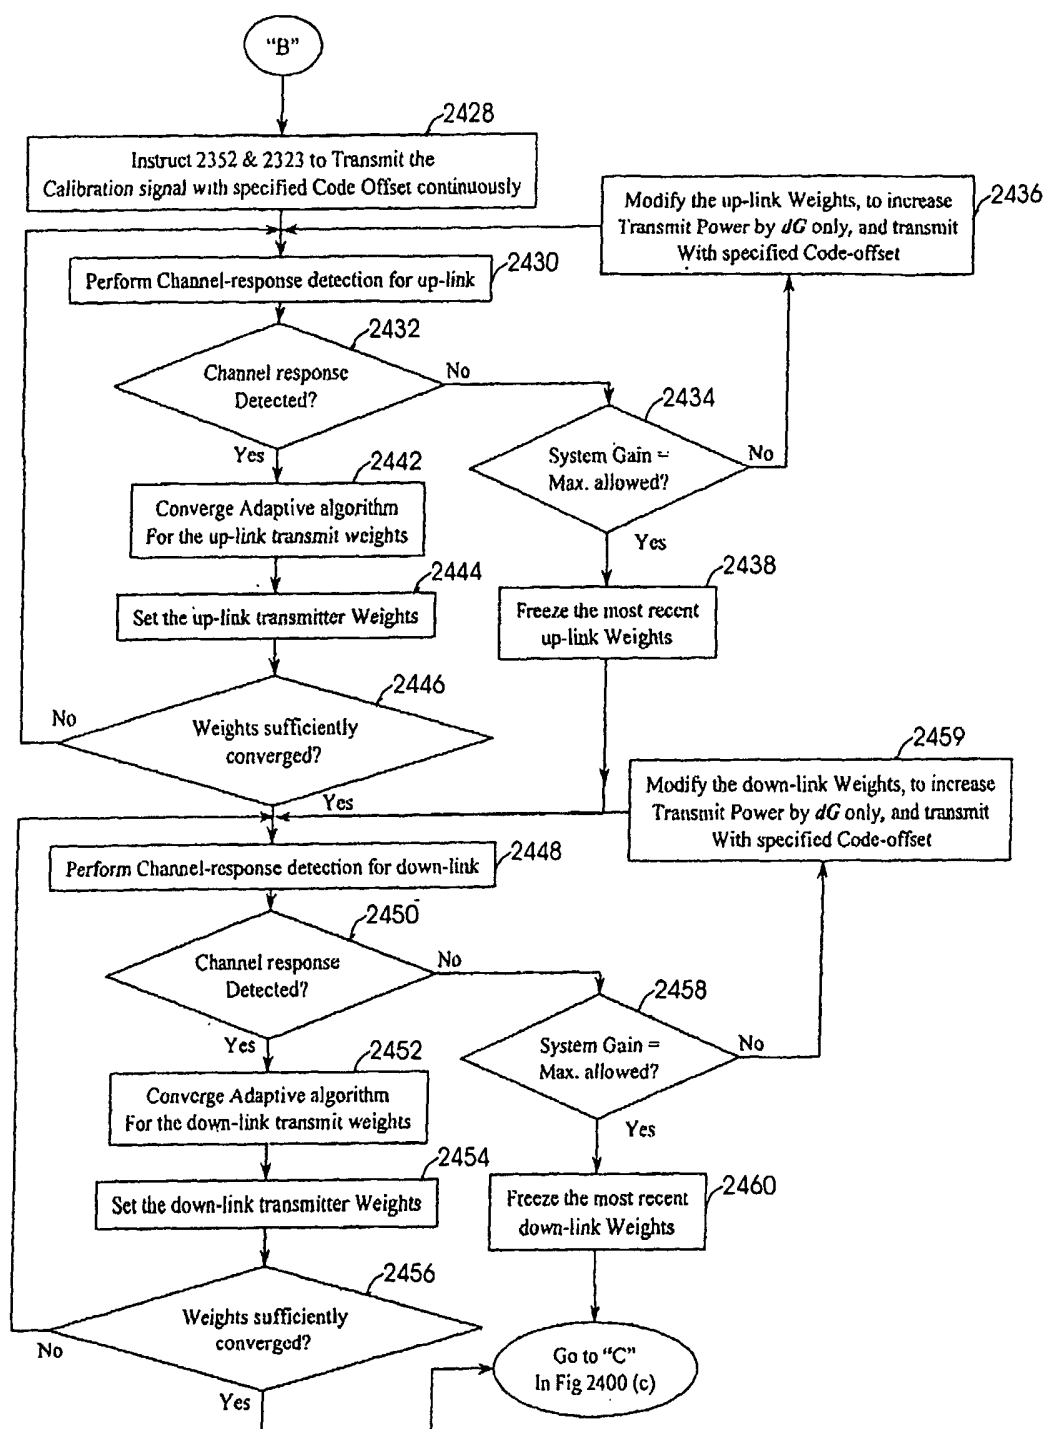 "B"
2428
Instruct 2352 & 2323 to Transmit the
Calibration signal with specified Code Offset continuously
2436
Modify the up-link Weights, to increase
Transmit Power by dG only, and transmit
With specified Code-offset
2430
Perform Channel-response detection for up-link
2432
Channel response
Detected?
No
Yes
2434
System Gain =
Max. allowed?
No
Yes
2442
Converge Adaptive algorithm
For the up-link transmit weights
2444
Set the up-link transmitter Weights
2438
Freeze the most recent
up-link Weights
2446
Weights sufficiently
converged?
No
Yes
2459
Modify the down-link Weights, to increase
Transmit Power by dG only, and transmit
With specified Code-offset
2448
Perform Channel-response detection for down-link
2450
Channel response
Detected?
No
Yes
2458
System Gain =
Max. allowed?
No
Yes
2452
Converge Adaptive algorithm
For the down-link transmit weights
2454
Set the down-link transmitter Weights
2460
Freeze the most recent
down-link Weights
2456
Weights sufficiently
converged?
No
Yes
Go to "C"
In Fig 2400 (c)